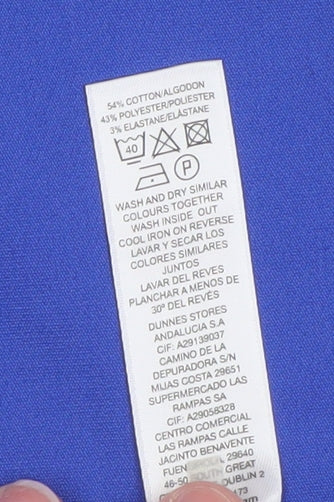 54% COTTON/ALGODON
43% POLYESTER/POLIESTER
3% ELASTANE/ELASTANE
40
P
WASH AND DRY SIMILAR
COLOURS TOGETHER
WASH INSIDE OUT
COOL IRON ON REVERSE
LAVAR Y SECAR LOS
COLORES SIMILARES
JUNTOS
LAVAR DEL REVES
PLANCHAR A MENOS DE
30º DEL REVÉS
DUNNES STORES
ANDALUCIA S.A
CIF: A29139037
CAMINO DE LA
DEPURADORA S/N
MIJAS COSTA 29651
SUPERMERCADO LAS
RAMPAS SA
CIF: A29058328
CENTRO COMERCIAL
LAS RAMPAS CALLE
JACINTO BENAVENTE
29640
46-50 SOUTH GREAT
DUBLIN 2